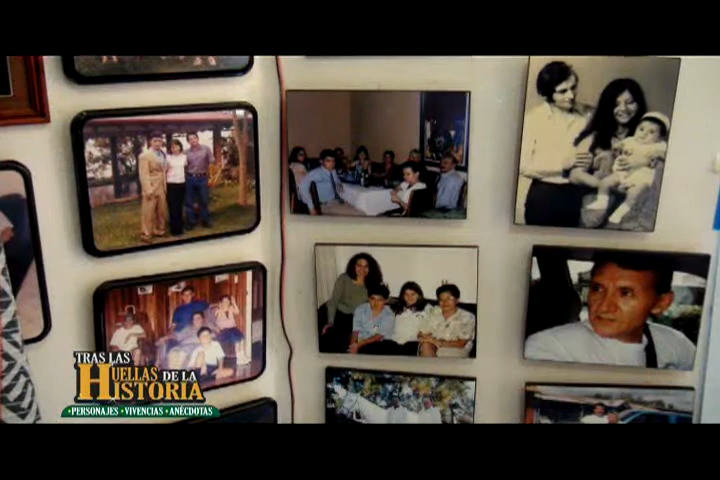 TRAS LAS
HUELLAS DE LA
HISTORIA
•PERSONAJES • VIVENCIAS • ANÉCDOTAS